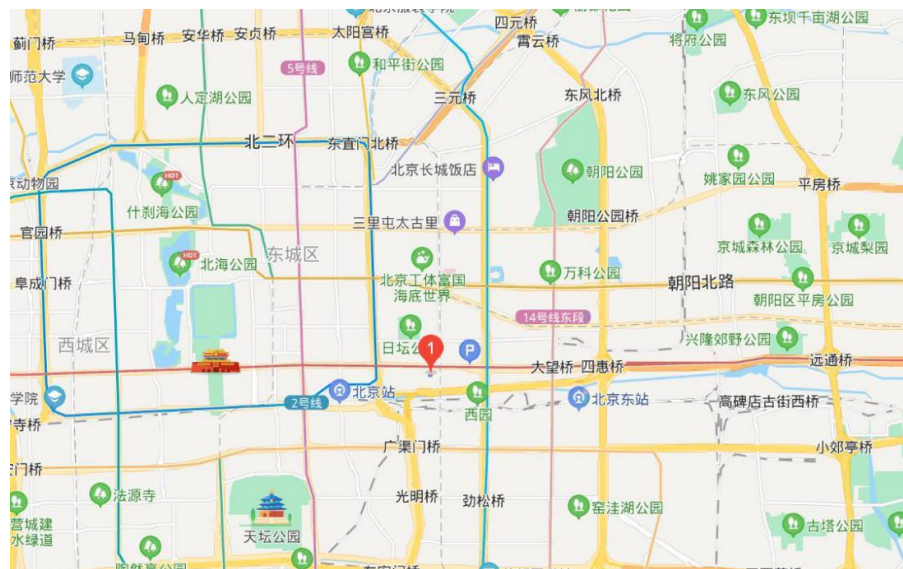 四元桥
东坝千亩湖公园
蓟门桥
马甸桥
安华桥
安贞桥
太阳宫桥
霄云桥
将府公园
5号线
和平街公园
师范大学
人定湖公园
三元桥
东风北桥
东风公园
北二环
东直门北桥
北京长城饭店
朝阳公园
姚家园公园
动物园
HOT
平房桥
什刹海公园
三里屯太古里
朝阳公园桥
官园桥
京城森林公园
京城梨园
东城区
HOT
北海公园
北京工体富国
海底世界
万科公园
朝阳北路
阜成门桥
朝阳区平房公园
14号线东段
日坛公
1
P
兴隆郊野公园
西城区
大望桥
四惠桥
远通桥
学院
2号线
北京站
西园
北京东站
高碑店古街西桥
寺桥
广渠门桥
小郊亭桥
门桥
法源寺
光明桥
劲松桥
窑洼湖公园
营城建
水绿道
天坛公园
古塔公园